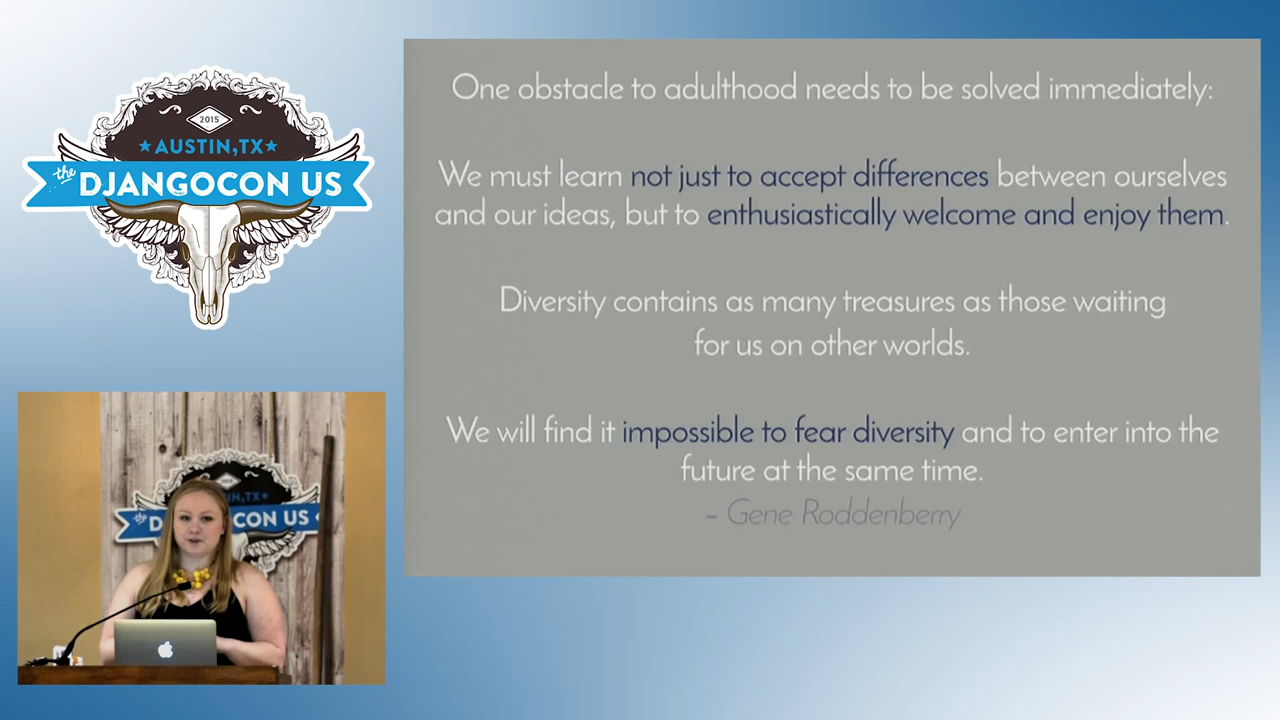 2015
★AUSTIN,TX★
the DJANGOCON US
One obstacle to adulthood needs to be solved immediately:
We must learn not just to accept differences between ourselves
and our ideas, but to enthusiastically welcome and enjoy them.
Diversity contains as many treasures as those waiting
for us on other worlds.
We will find it impossible to fear diversity and to enter into the
future at the same time.
– Gene Roddenberry
IN,TX★
the D CON US